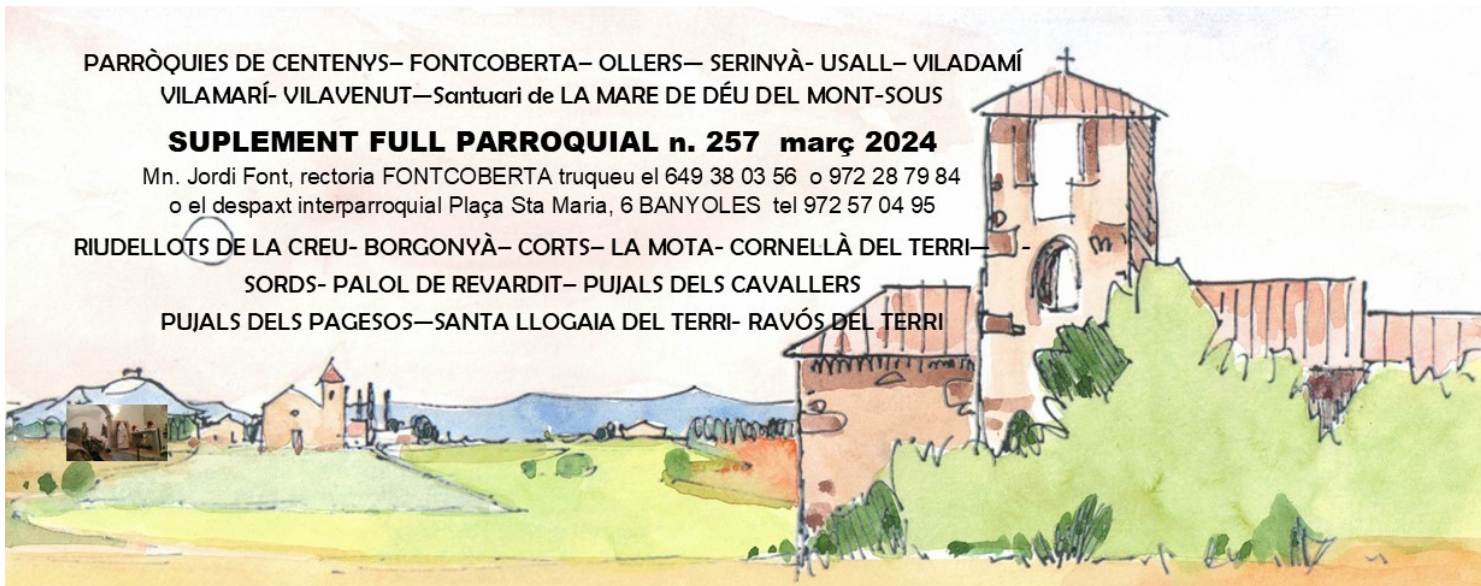 PARRÒQUIES DE CENTENYS– FONTCOBERTA– OLLERS— SERINYÀ- USALL– VILADAMÍ
VILAMARÍ- VILAVENUT—Santuari de LA MARE DE DÉU DEL MONT-SOUS
SUPLEMENT FULL PARROQUIAL n. 257 març 2024
Mn. Jordi Font, rectoria FONTCOBERTA truqueu el 649 38 03 56 o 972 28 79 84
o el despaxt interparroquial Plaça Sta Maria, 6 BANYOLES tel 972 57 04 95
RIUDELLOTS DE LA CREU- BORGONYÀ– CORTS– LA MOTA- CORNELLÀ DEL TERRI— -
SORDS- PALOL DE REVARDIT– PUJALS DELS CAVALLERS
PUJALS DELS PAGESOS—SANTA LLOGAIA DEL TERRI- RAVÓS DEL TERRI